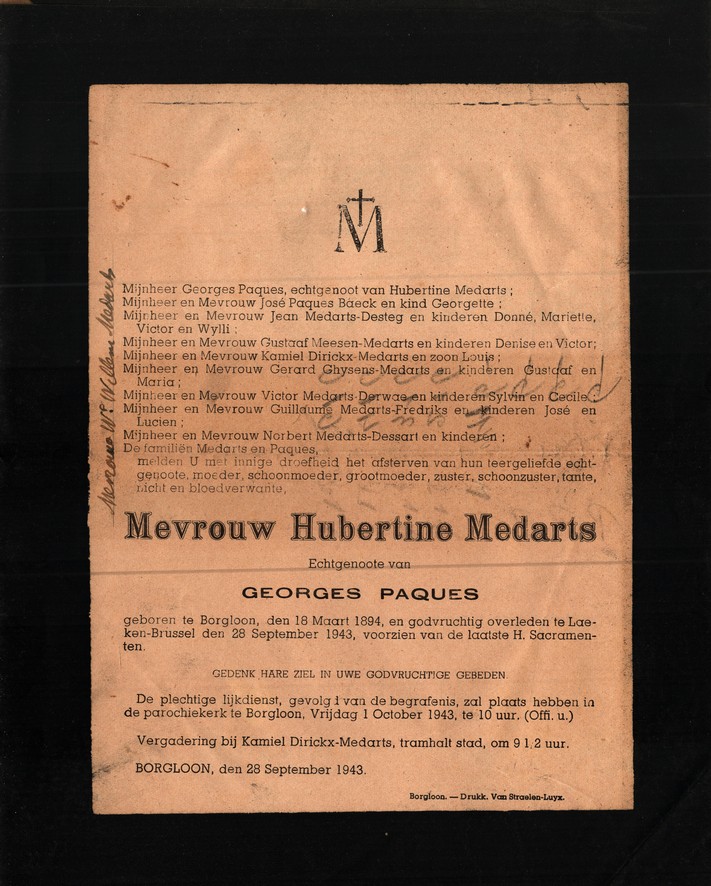 M
Mijnheer Georges Paques, echtgenoot van Hubertine Medarts ;
Mijnheer en Mevrouw José Paques Baeck en kind Georgette ;
Mijnheer en Mevrouw Jean Medarts-Desteg en kinderen Donné, Mariette,
Victor en Wylli ;
Mijnheer en Mevrouw Gustaaf Meesen-Medarts en kinderen Denise en Victor;
Mijnheer en Mevrouw Kamiel Dirickx-Medarts en zoon Louis ;
Mijnheer en Mevrouw Gerard Ghysens-Medarts en kinderen Gustaaf en
Maria ;
Mijnheer en Mevrouw Victor Medarts-Derwae en kinderen Sylvin en Cecile
Mijnheer en Mevrouw Guillaume Medarts-Fredriks en kinderen José en
Lucien ;
Mijnheer en Mevrouw Norbert Medarts-Dessart en kinderen ;
De familiën Medarts en Paques,
melden U met innige droefheid het afsterven van hun teergeliefde echt-
genoote, moeder, schoonmoeder, grootmoeder, zuster, schoonzuster, tante,
nicht en bloedverwante,
Mevrouw Hubertine Medarts
Echtgenoote van
GEORGES PAQUES
geboren te Borgloon, den 18 Maart 1894, en godvruchtig overleden te Lae-
ken-Brussel den 28 September 1943, voorzien van de laatste H. Sacramen-
ten.
GEDENK HARE ZIEL IN UWE GODVRUCHTIGE GEBEDEN.
De plechtige lijkdienst, gevolgd van de begrafenis, zal plaats hebben in
de parochiekerk te Borgloon, Vrijdag 1 October 1943, te 10 uur. (Offi. u.)
Vergadering bij Kamiel Dirickx-Medarts, tramhalt stad, om 9 1,2 uur.
BORGLOON, den 28 September 1943.
Borgloon. — Drukk. Van Straelen-Luyx.
Willem Medarts